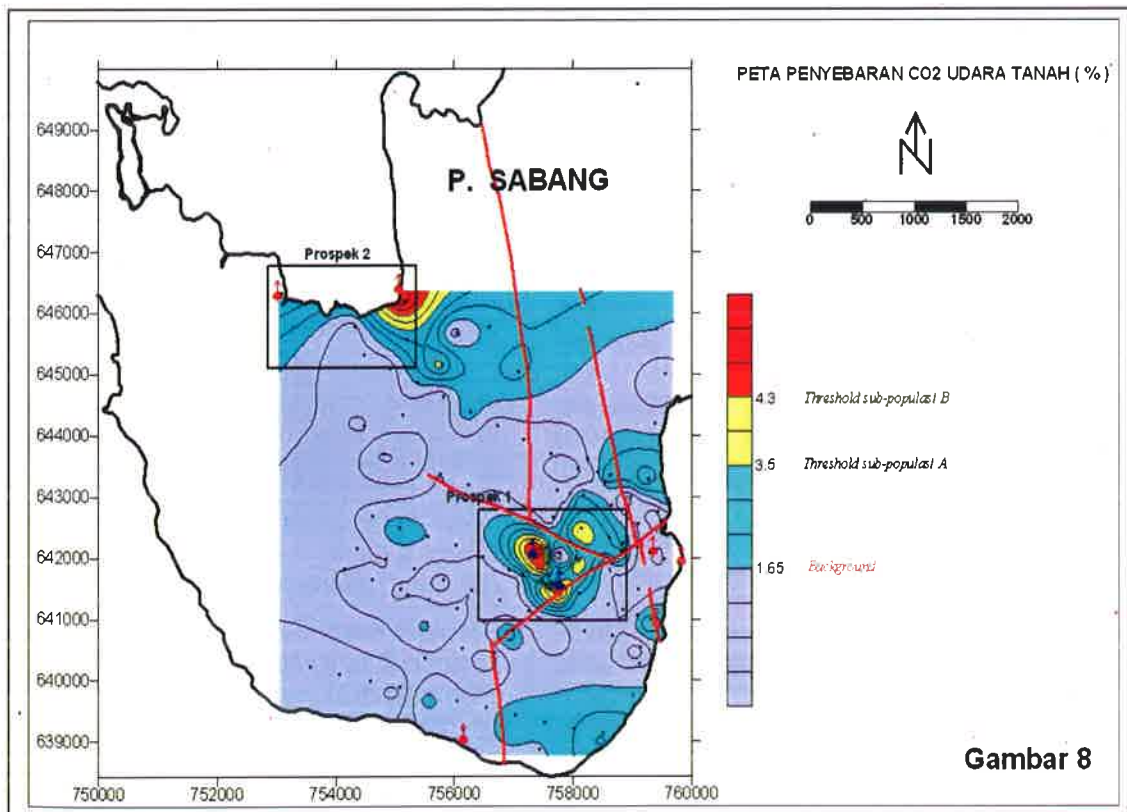 PETA PENYEBARAN CO2 UDARA TANAH ( % )
N
P. SABANG
0 500 1000 1500 2000
Prospek 2
Prospek 1
4.3 Threshold sub-populasi B
3.5 Threshold sub-populasi A
1.65 Background
649000
648000
647000
646000
645000
644000
643000
642000
641000
640000
639000
750000 752000 754000 756000 758000 760000
Gambar 8